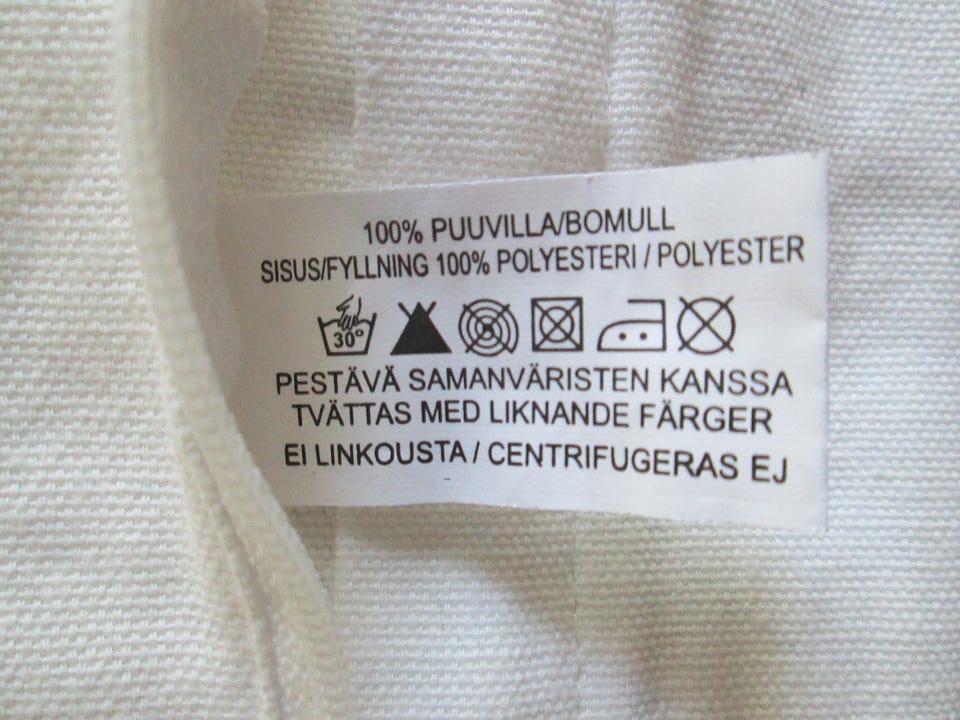 100% PUUVILLA/BOMULL
SISUS/FYLLNING 100% POLYESTERI / POLYESTER
30°
PESTÄVÄ SAMANVÄRISTEN KANSSA
TVÄTTAS MED LIKNANDE FÄRGER
EI LINKOUSTA / CENTRIFUGERAS EJ